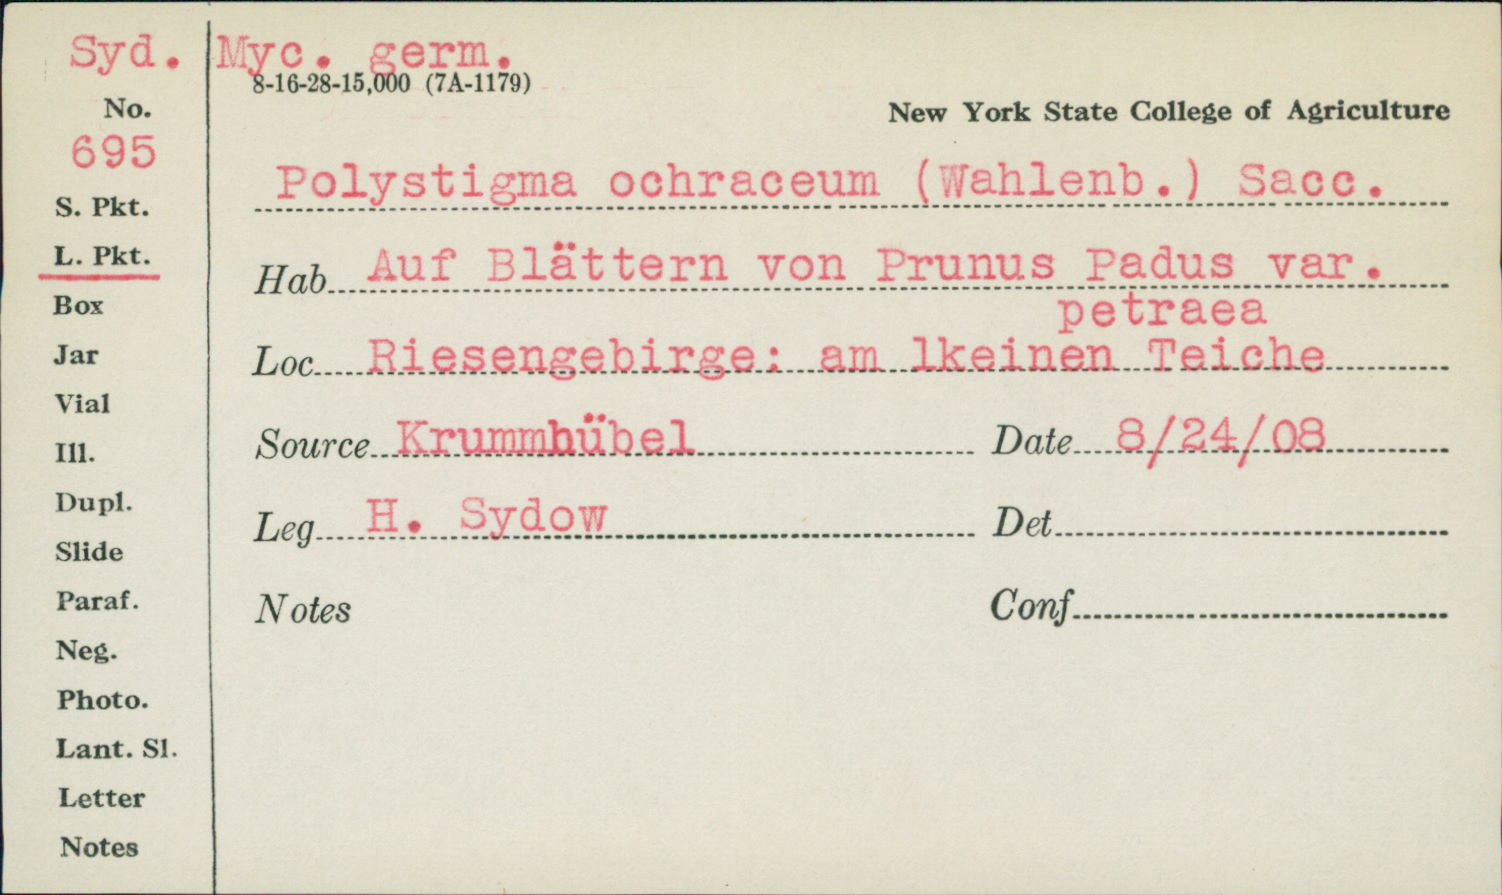 Syd. Myc. germ.
8-16-28-15,000 (7A-1179)
No.
New York State College of Agriculture
695
Polystigma ochraceum (Wahlenb.) Sacc.
S. Pkt.
L. Pkt.
Hab Auf Blättern von Prunus Padus var.
petraea
Box
Jar
Loc Riesengebirge: am lkeinen Teiche
Vial
Source Krummhübel Date 8/24/08
Ill.
Dupl.
Leg H. Sydow Det
Slide
Paraf.
Notes Conf
Neg.
Photo.
Lant. Sl.
Letter
Notes